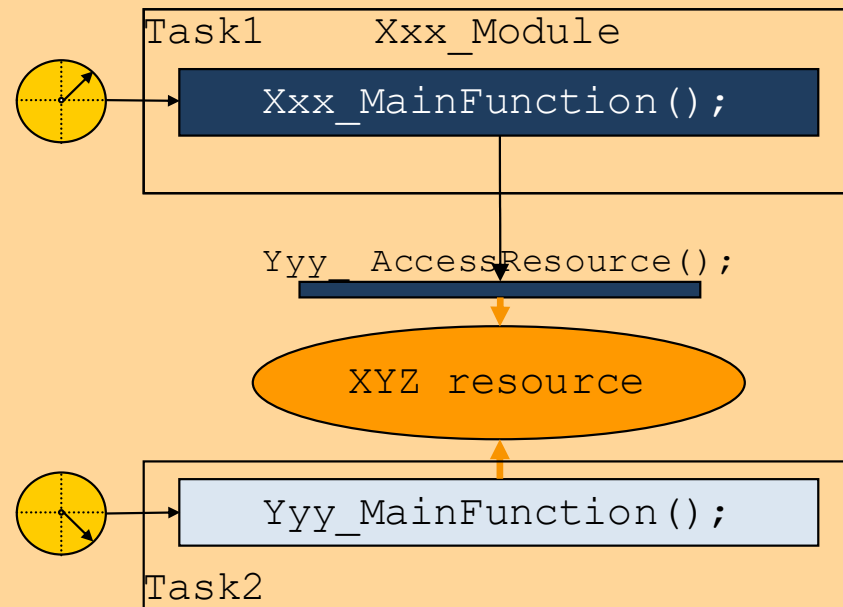 Task1 Xxx_Module
Xxx_MainFunction();
Yyy_ AccessResource();
XYZ resource
Yyy_MainFunction();
Task2